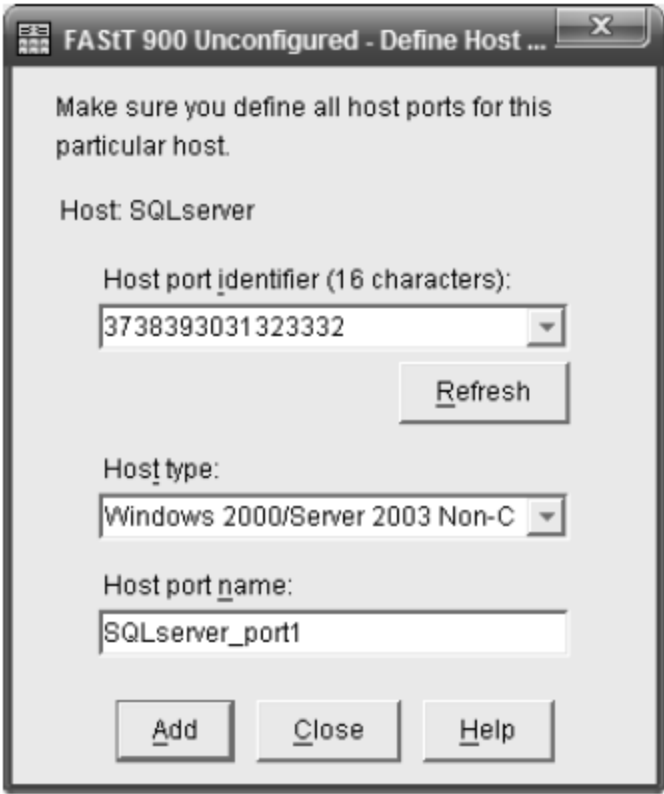 FAStT 900 Unconfigured - Define Host ...
Make sure you define all host ports for this
particular host.
Host: SQLserver
Host port identifier (16 characters):
3738393031323332
Refresh
Host type:
Windows 2000/Server 2003 Non-C
Host port name:
SQLserver_port1
Add Close Help